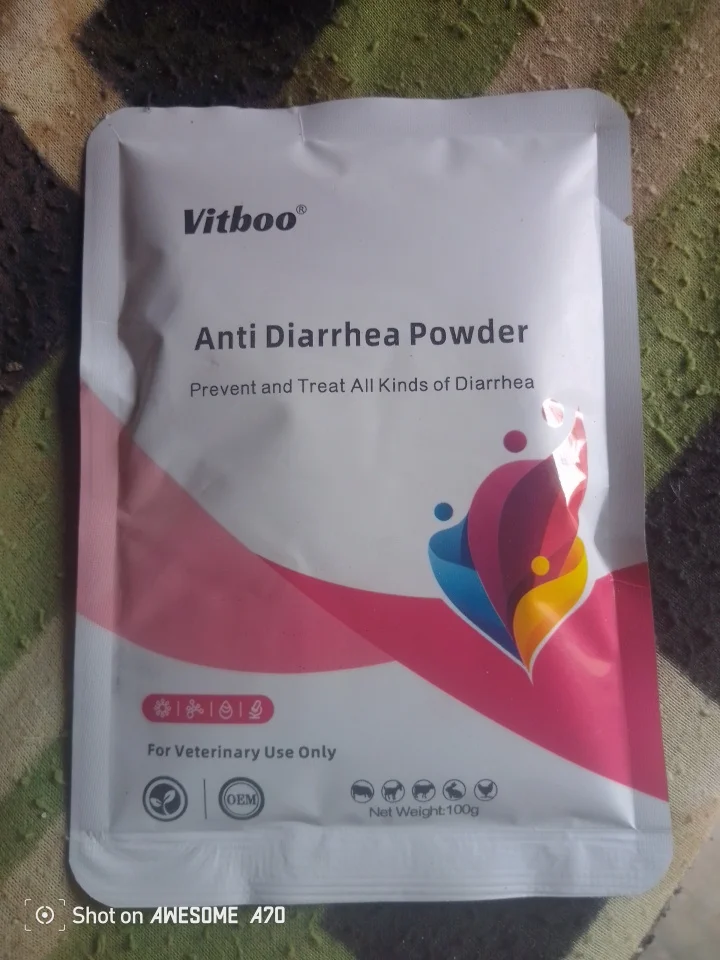 Vitboo®
Anti Diarrhea Powder
Prevent and Treat All Kinds of Diarrhea
For Veterinary Use Only
OEM
Net Weight:100g
Shot on AWESOME A70